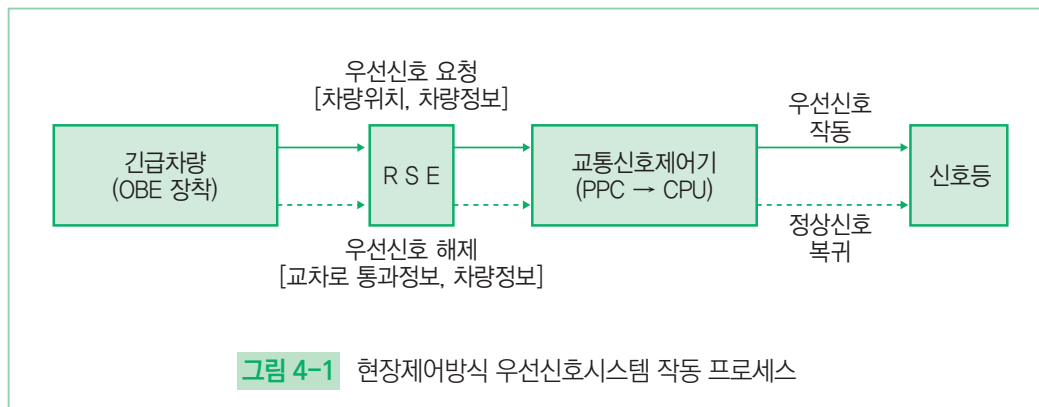 우선신호 요청
[차량위치, 차량정보]
긴급차량
(OBE 장착)
R S E
교통신호제어기
(PPC → CPU)
우선신호
작동
신호등
우선신호 해제
[교차로 통과정보, 차량정보]
정상신호
복귀
그림 4-1 현장제어방식 우선신호시스템 작동 프로세스